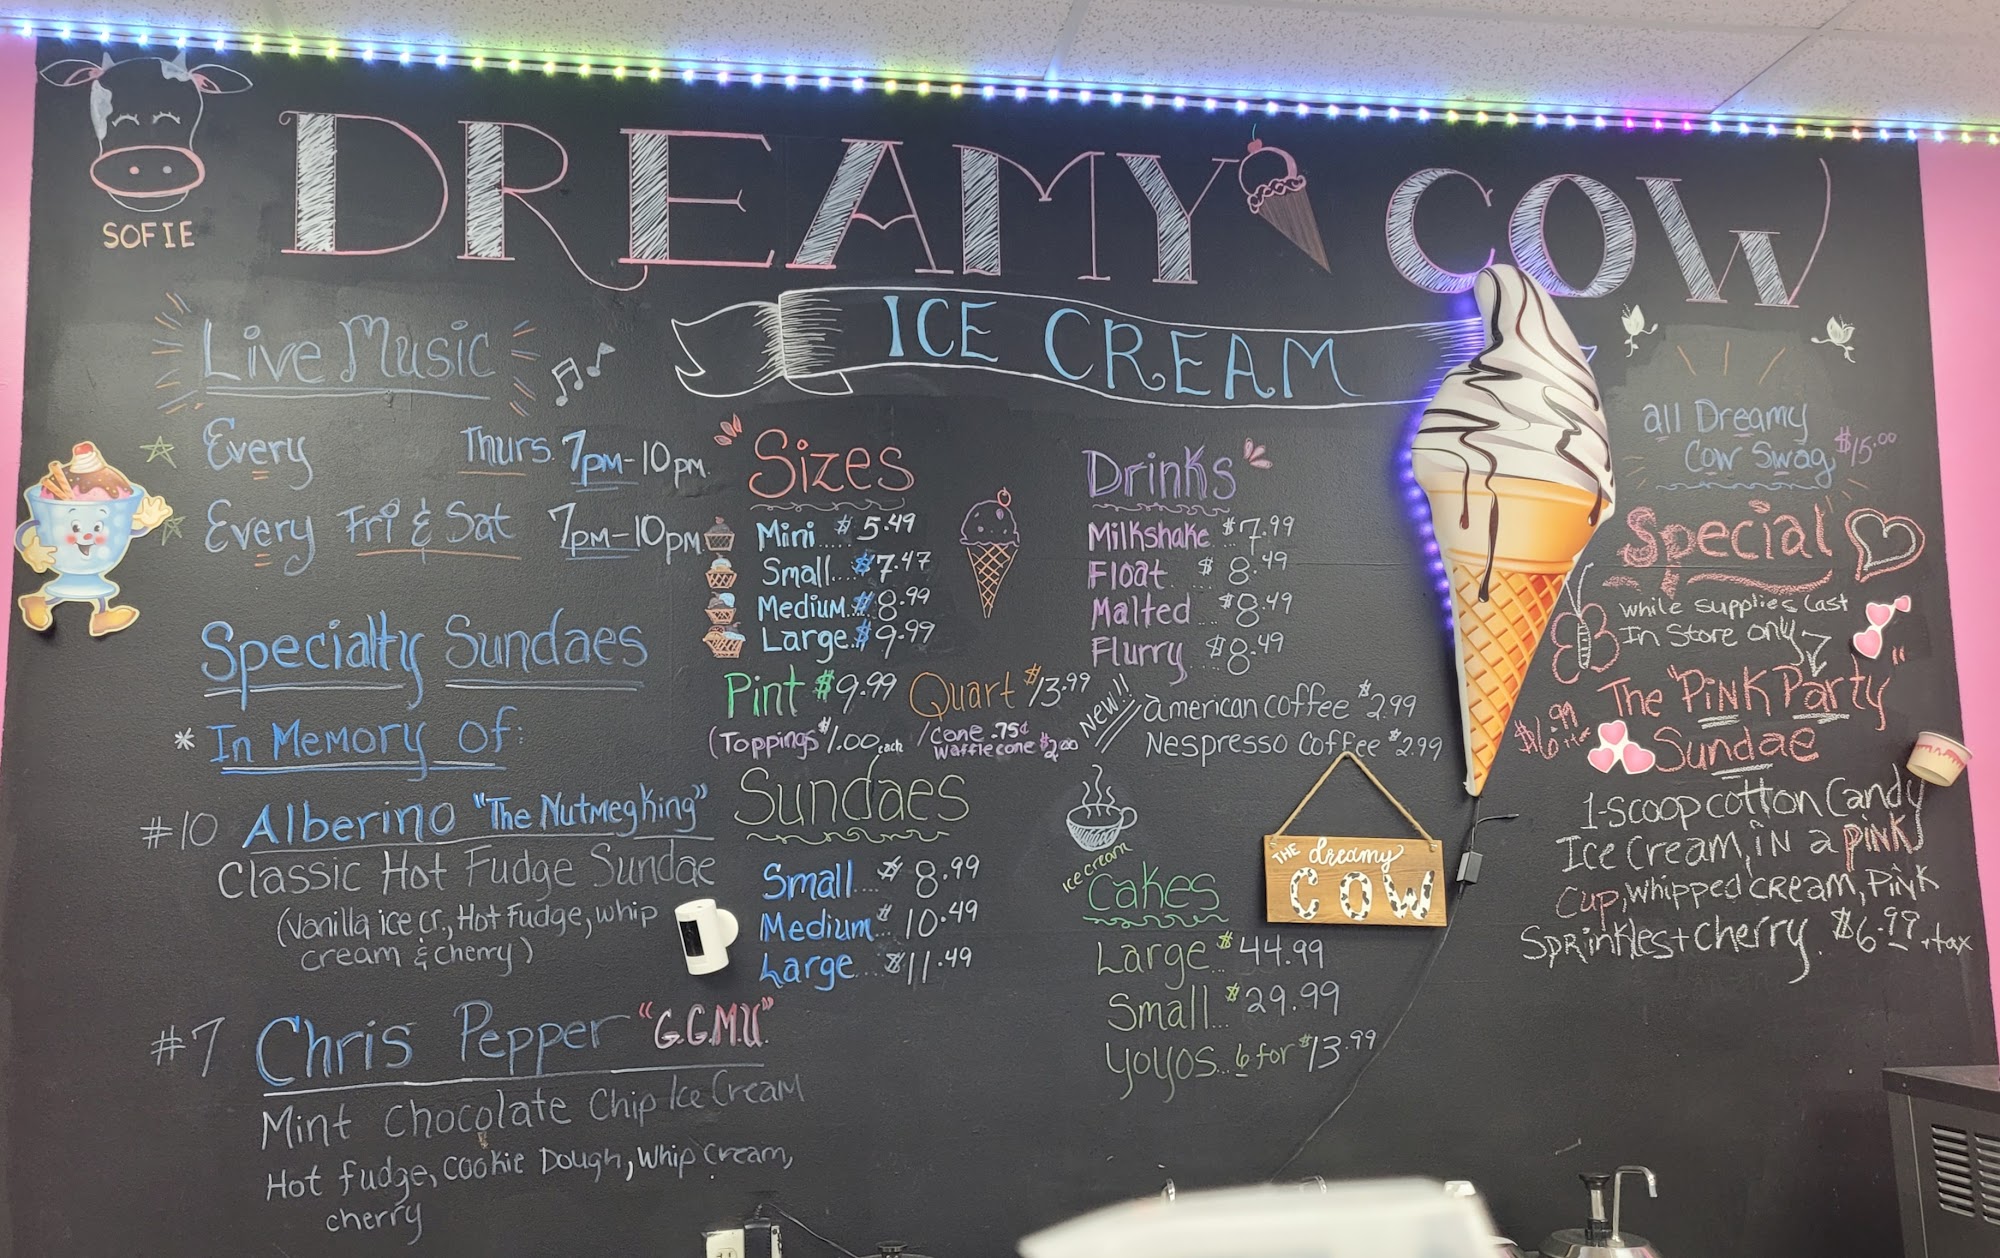 SOFIE
DREAMY COW
ICE CREAM
Live Music
Every Thurs. 7pm-10pm.
Every Fri & Sat 7pm-10pm
Specialty Sundaes
* In Memory of:
#10 Alberino "The Nutmeg King"
Classic Hot Fudge Sundae
(Vanilla ice cr., Hot Fudge, whip
cream & cherry)
#7 Chris Pepper "G.G.M.U."
Mint Chocolate Chip Ice Cream
Hot fudge, Cookie Dough, Whip Cream,
cherry
Sizes
Mini.... $5.49
Small... $7.47
Medium.. $8.99
Large.. $9.99
Pint $9.99 Quart $13.99
(Toppings $1.00 each / Cone .75¢
Waffle cone $2.00
Sundaes
Small.... $8.99
Medium.. $10.49
Large... $11.49
Drinks
Milkshake $7.99
Float $8.49
Malted... $8.49
Flurry $8.49
New!! american coffee $2.99
Nespresso Coffee $2.99
Ice cream
Cakes
Large... $44.99
Small... $29.99
Yoyos.. 6 for $13.99
THE dreamy
COW
all Dreamy
Cow Swag $15.00
Special
while supplies Last
In Store only
The "Pink Party"
Sundae
$6.99
+tax
1-scoop cotton Candy
Ice Cream, in a pink
Cup, whipped cream, Pink
Sprinkles + cherry. $6.99 +tax